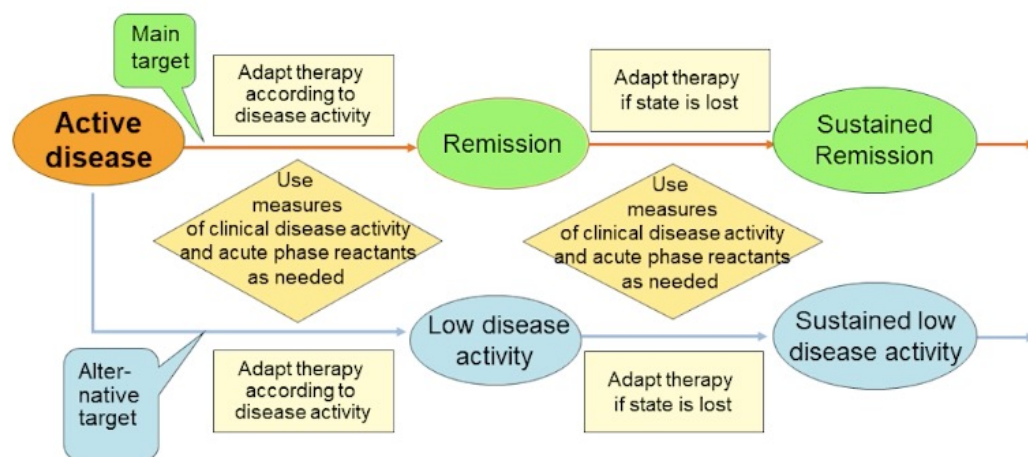 Main
target
Adapt therapy
according to
disease activity
Adapt therapy
if state is lost
Active
disease
Remission
Sustained
Remission
Use
measures
of clinical disease activity
and acute phase reactants
as needed
Use
measures
of clinical disease activity
and acute phase reactants
as needed
Low disease
activity
Sustained low
disease activity
Alter-
native
target
Adapt therapy
according to
disease activity
Adapt therapy
if state is lost